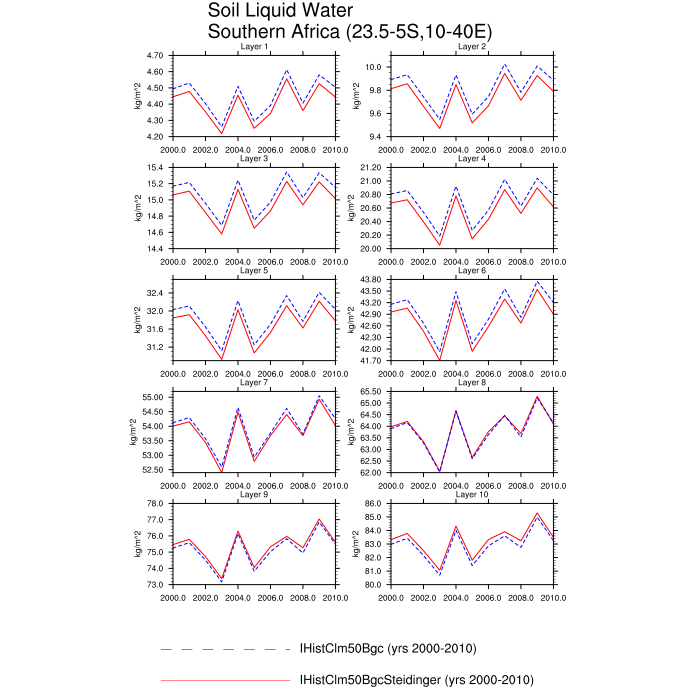 Soil Liquid Water
Southern Africa (23.5-5S,10-40E)
Layer 1
Layer 2
kg/m^2
4.70
4.60
4.50
4.40
4.30
4.20
2000.0 2002.0 2004.0 2006.0 2008.0 2010.0
kg/m^2
10.0
9.8
9.6
9.4
2000.0 2002.0 2004.0 2006.0 2008.0 2010.0
Layer 3
Layer 4
kg/m^2
15.4
15.2
15.0
14.8
14.6
14.4
2000.0 2002.0 2004.0 2006.0 2008.0 2010.0
kg/m^2
21.20
21.00
20.80
20.60
20.40
20.20
20.00
2000.0 2002.0 2004.0 2006.0 2008.0 2010.0
Layer 5
Layer 6
kg/m^2
32.4
32.0
31.6
31.2
2000.0 2002.0 2004.0 2006.0 2008.0 2010.0
kg/m^2
43.80
43.50
43.20
42.90
42.60
42.30
42.00
41.70
2000.0 2002.0 2004.0 2006.0 2008.0 2010.0
Layer 7
Layer 8
kg/m^2
55.00
54.50
54.00
53.50
53.00
52.50
2000.0 2002.0 2004.0 2006.0 2008.0 2010.0
kg/m^2
65.50
65.00
64.50
64.00
63.50
63.00
62.50
62.00
2000.0 2002.0 2004.0 2006.0 2008.0 2010.0
Layer 9
Layer 10
kg/m^2
78.0
77.0
76.0
75.0
74.0
73.0
2000.0 2002.0 2004.0 2006.0 2008.0 2010.0
kg/m^2
86.0
85.0
84.0
83.0
82.0
81.0
80.0
2000.0 2002.0 2004.0 2006.0 2008.0 2010.0
IHistClm50Bgc (yrs 2000-2010)
IHistClm50BgcSteidinger (yrs 2000-2010)